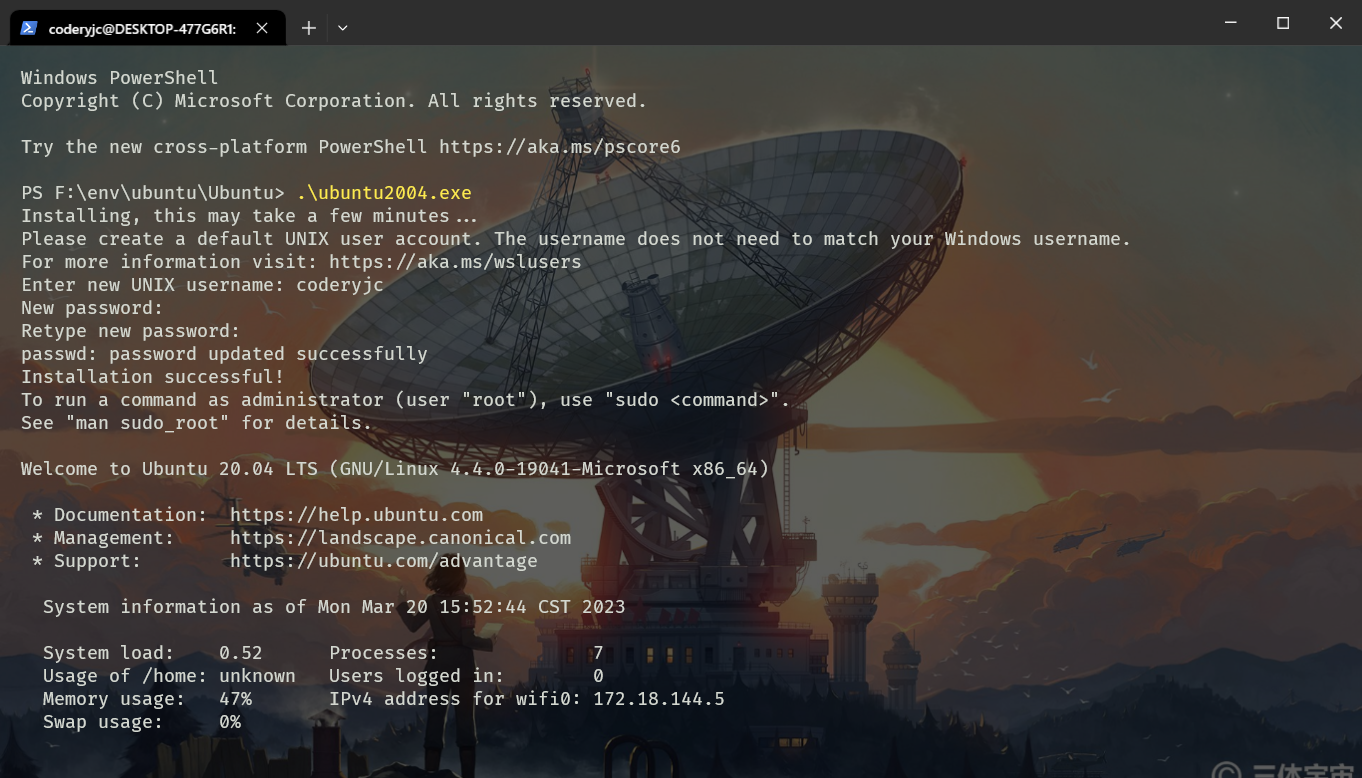 coderyjc@DESKTOP-477G6R1:
Windows PowerShell
Copyright (C) Microsoft Corporation. All rights reserved.
Try the new cross-platform PowerShell https://aka.ms/pscore6
PS F:\env\ubuntu\Ubuntu> .\ubuntu2004.exe
Installing, this may take a few minutes...
Please create a default UNIX user account. The username does not need to match your Windows username.
For more information visit: https://aka.ms/wslusers
Enter new UNIX username: coderyjc
New password:
Retype new password:
passwd: password updated successfully
Installation successful!
To run a command as administrator (user "root"), use "sudo <command>".
See "man sudo_root" for details.
Welcome to Ubuntu 20.04 LTS (GNU/Linux 4.4.0-19041-Microsoft x86_64)
* Documentation:  https://help.ubuntu.com
* Management:     https://landscape.canonical.com
* Support:        https://ubuntu.com/advantage
System information as of Mon Mar 20 15:52:44 CST 2023
System load:    0.52      Processes:              7
Usage of /home: unknown   Users logged in:        0
Memory usage:   47%       IPv4 address for wifi0: 172.18.144.5
Swap usage:     0%
©三体宇宙